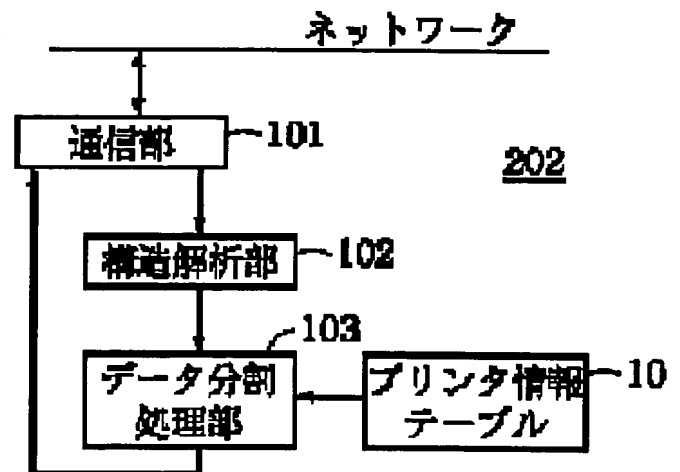 ネットワーク
通信部
101
202
構造解析部
102
103
データ分割
処理部
プリンタ情報
テーブル
10